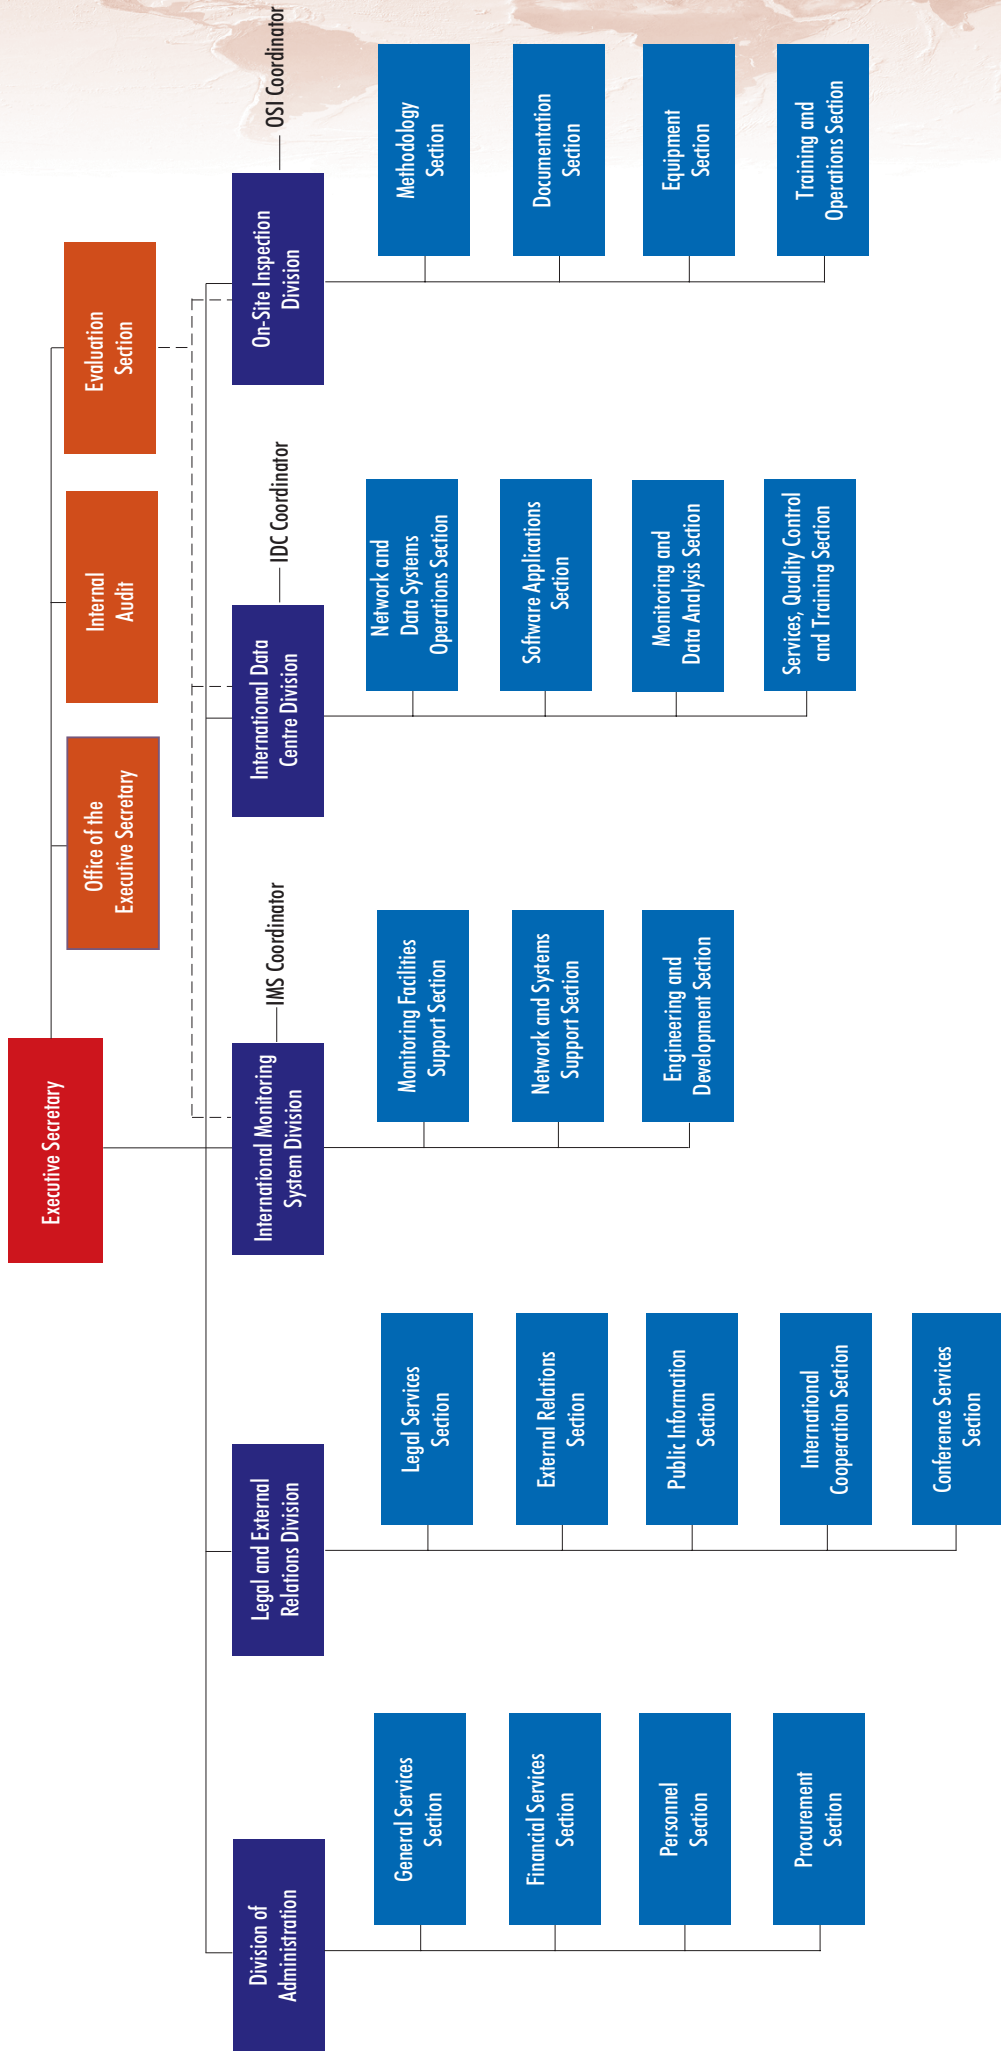 Executive Secretary
Office of the
Executive Secretary
Internal
Audit
Evaluation
Section
Division of
Administration
General Services
Section
Financial Services
Section
Personnel
Section
Procurement
Section
Legal and External
Relations Division
Legal Services
Section
External Relations
Section
Public Information
Section
International
Cooperation Section
Conference Services
Section
International Monitoring
System Division
IMS Coordinator
Monitoring Facilities
Support Section
Network and Systems
Support Section
Engineering and
Development Section
International Data
Centre Division
IDC Coordinator
Network and
Data Systems
Operations Section
Software Applications
Section
Monitoring and
Data Analysis Section
Services, Quality Control
and Training Section
On-Site Inspection
Division
OSI Coordinator
Methodology
Section
Documentation
Section
Equipment
Section
Training and
Operations Section